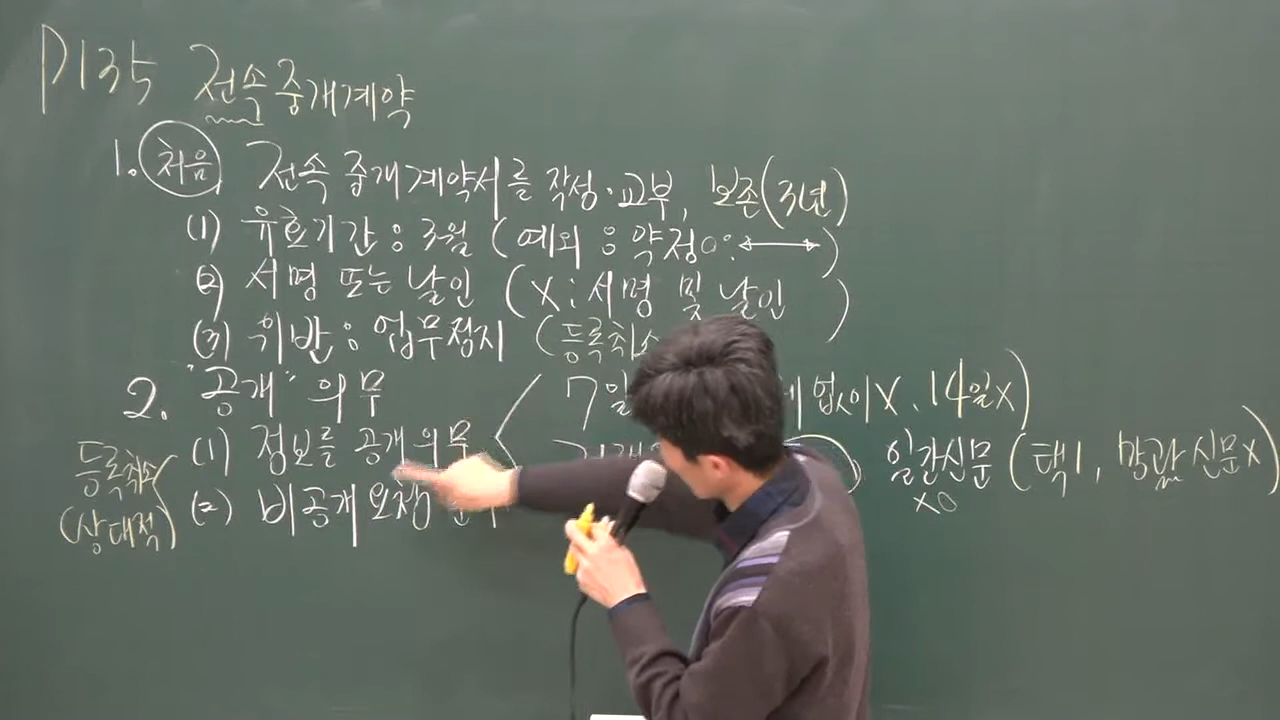 P135 전속중개계약
1. 처음 전속 중개계약서를 작성·교부, 보존(3년)
(1) 유효기간 : 3월 (예외 : 약정 ○: ↔)
(2) 서명 또는 날인 (X : 서명 및 날인)
(3) 위반 : 업무정지 (등록취소
2. "공개" 의무 7일 없이X, 14일X)
등록취소 (1) 정보를 공개의무 일간신문 (택1, 방괄신문X)
XO
(상대적) (2) 비공개 요청